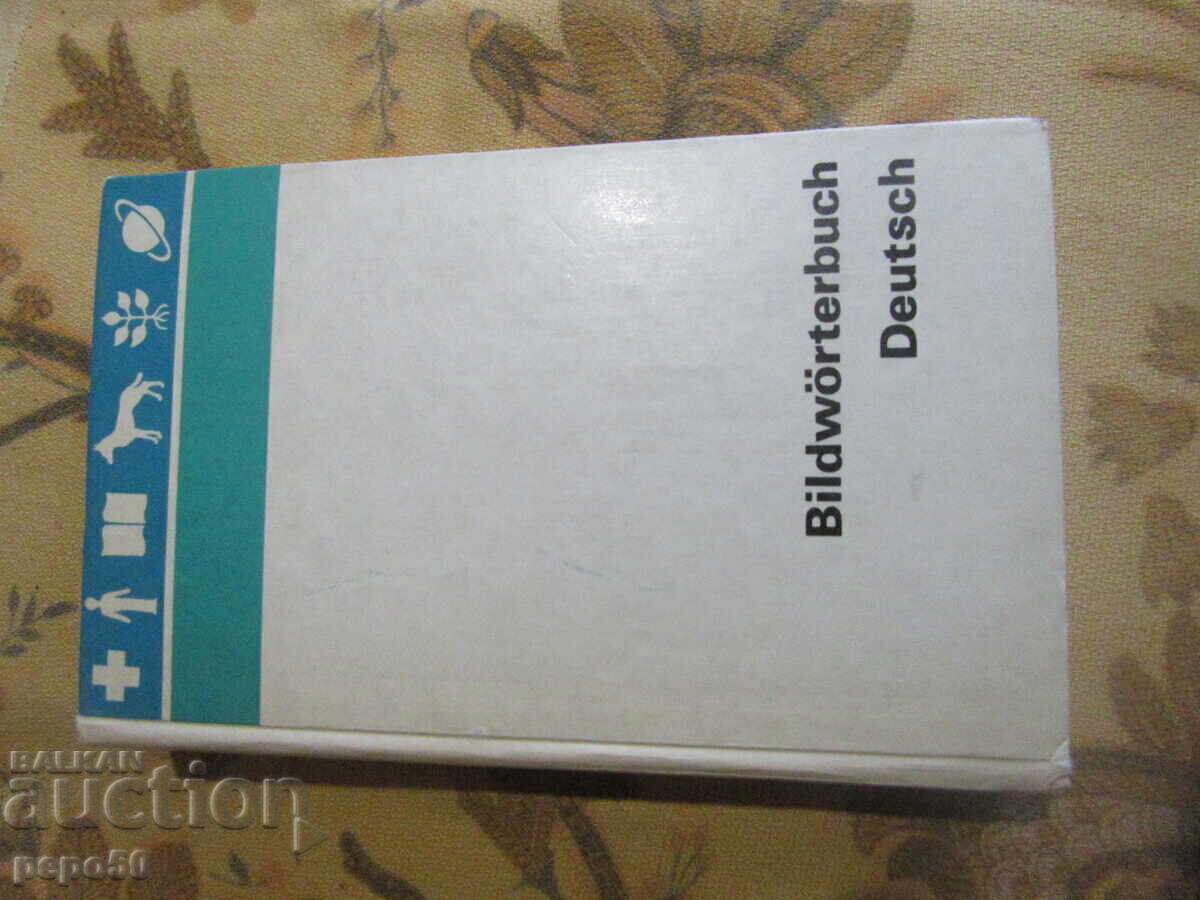 Bildwörterbuch
Deutsch
BALKAN
auction
pepo50